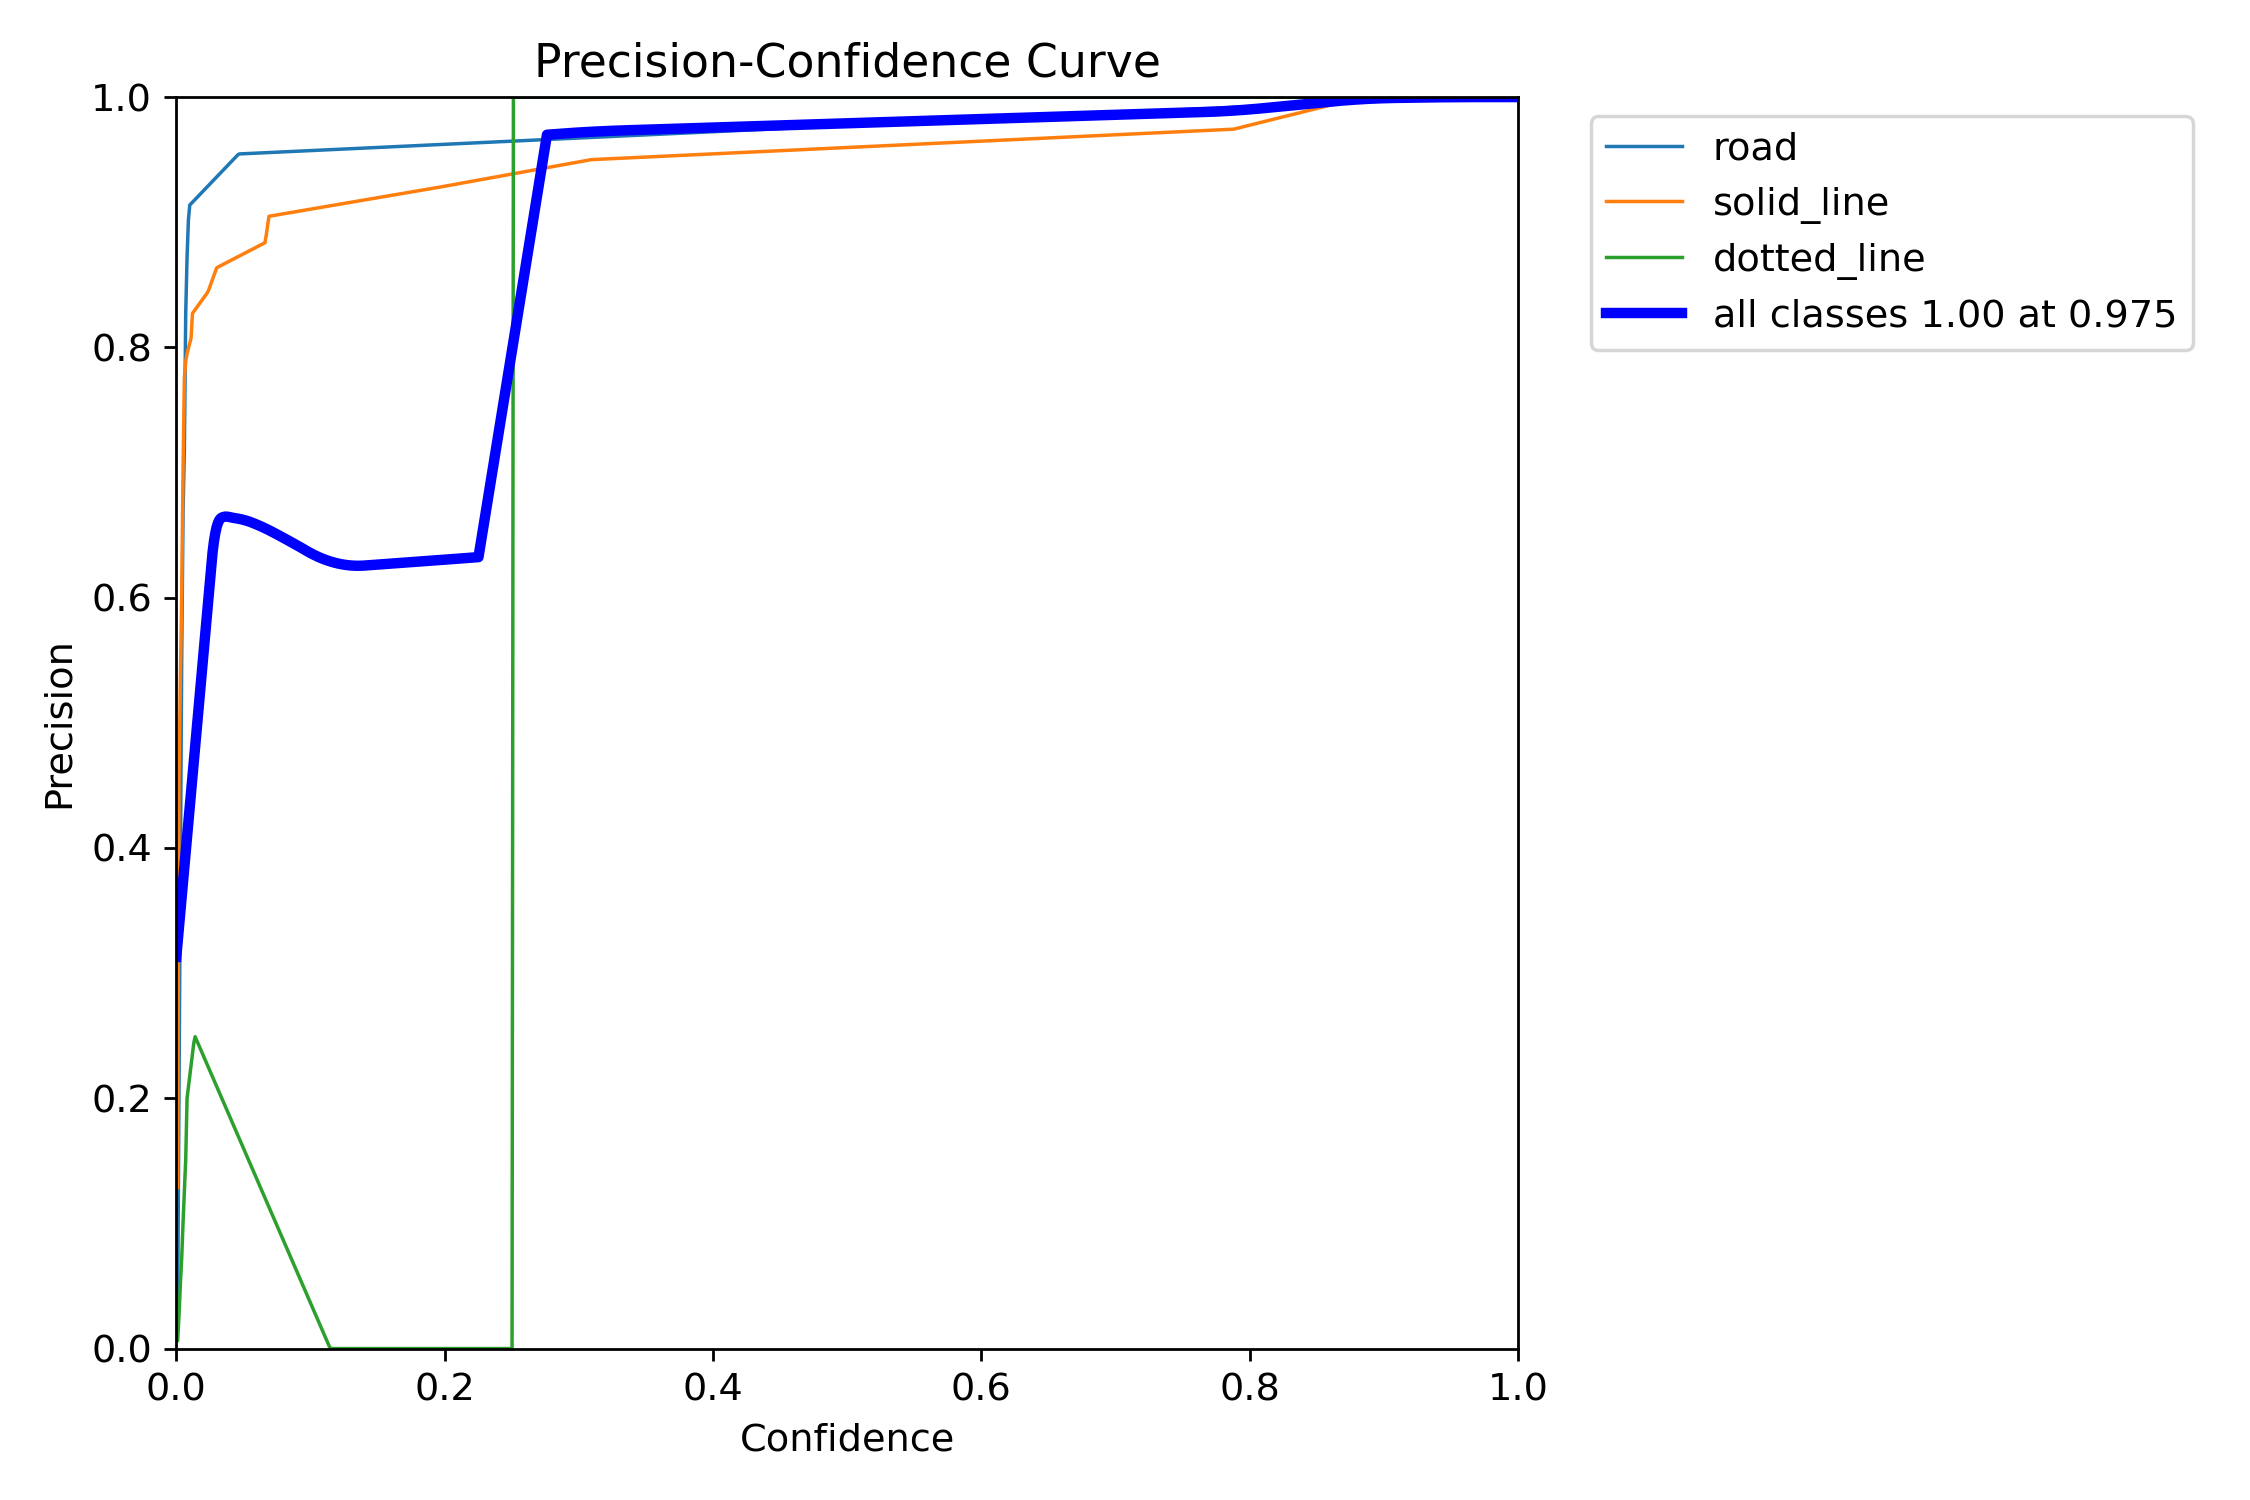 Precision-Confidence Curve
1.0
0.8
0.6
0.4
0.2
0.0
Precision
0.0 0.2 0.4 0.6 0.8 1.0
Confidence
road
solid_line
dotted_line
all classes 1.00 at 0.975